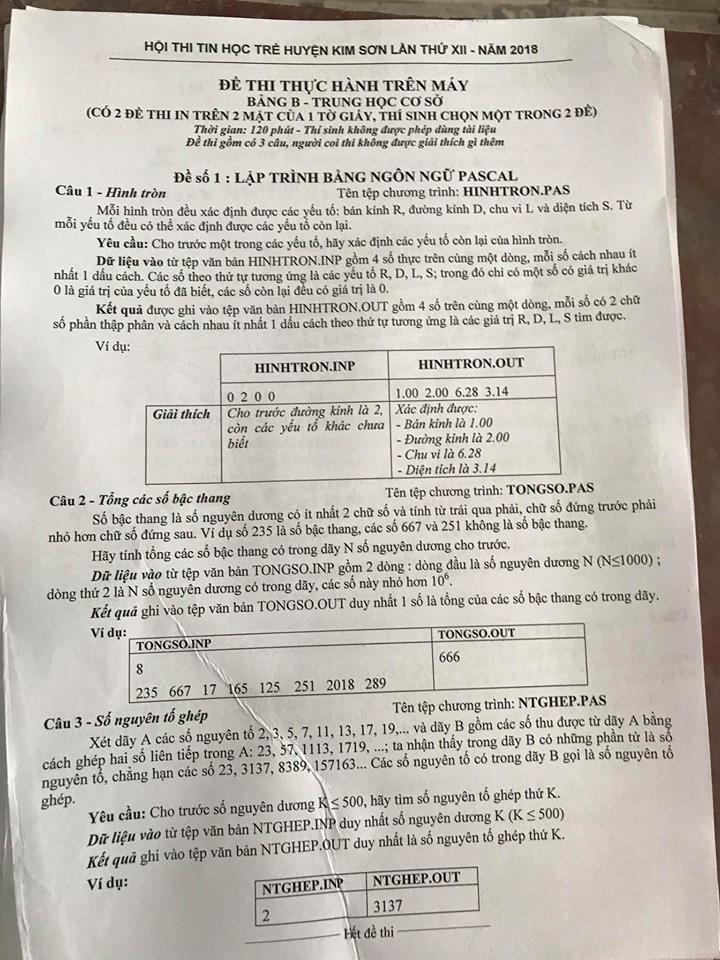 HỘI THI TIN HỌC TRẺ HUYỆN KIM SƠN LẦN THỨ XII - NĂM 2018
ĐỀ THI THỰC HÀNH TRÊN MÁY
BẢNG B - TRUNG HỌC CƠ SỞ
(CÓ 2 ĐỀ THI IN TRÊN 2 MẶT CỦA 1 TỜ GIẤY, THÍ SINH CHỌN MỘT TRONG 2 ĐỀ)
Thời gian: 120 phút - Thí sinh không được phép dùng tài liệu
Đề thi gồm có 3 câu, người coi thi không được giải thích gì thêm
Đề số 1 : LẬP TRÌNH BẰNG NGÔN NGỮ PASCAL
Câu 1 - Hình tròn Tên tệp chương trình: HINHTRON.PAS
Mỗi hình tròn đều xác định được các yếu tố: bán kính R, đường kính D, chu vi L và diện tích S. Từ
mỗi yếu tố đều có thể xác định được các yếu tố còn lại.
Yêu cầu: Cho trước một trong các yếu tố, hãy xác định các yếu tố còn lại của hình tròn.
Dữ liệu vào từ tệp văn bản HINHTRON.INP gồm 4 số thực trên cùng một dòng, mỗi số cách nhau ít
nhất 1 dấu cách. Các số theo thứ tự tương ứng là các yếu tố R, D, L, S; trong đó chỉ có một số có giá trị khác
0 là giá trị của yếu tố đã biết, các số còn lại đều có giá trị là 0.
Kết quả được ghi vào tệp văn bản HINHTRON.OUT gồm 4 số trên cùng một dòng, mỗi số có 2 chữ
số phần thập phân và cách nhau ít nhất 1 dấu cách theo thứ tự tương ứng là các giá trị R, D, L, S tìm được.
Ví dụ:
HINHTRON.INP HINHTRON.OUT
0 2 0 0 1.00 2.00 6.28 3.14
Giải thích Cho trước đường kính là 2, Xác định được:
còn các yếu tố khác chưa - Bán kính là 1.00
biết - Đường kính là 2.00
- Chu vi là 6.28
- Diện tích là 3.14
Câu 2 - Tổng các số bậc thang Tên tệp chương trình: TONGSO.PAS
Số bậc thang là số nguyên dương có ít nhất 2 chữ số và tính từ trái qua phải, chữ số đứng trước phải
nhỏ hơn chữ số đứng sau. Ví dụ số 235 là số bậc thang, các số 667 và 251 không là số bậc thang.
Hãy tính tổng các số bậc thang có trong dãy N số nguyên dương cho trước.
Dữ liệu vào từ tệp văn bản TONGSO.INP gồm 2 dòng : dòng đầu là số nguyên dương N (N≤1000) ;
dòng thứ 2 là N số nguyên dương có trong dãy, các số này nhỏ hơn 10⁶.
Kết quả ghi vào tệp văn bản TONGSO.OUT duy nhất 1 số là tổng của các số bậc thang có trong dãy.
Ví dụ:
TONGSO.INP TONGSO.OUT
8 666
235 667 17 165 125 251 2018 289
Câu 3 - Số nguyên tố ghép Tên tệp chương trình: NTGHEP.PAS
Xét dãy A các số nguyên tố 2, 3, 5, 7, 11, 13, 17, 19,... và dãy B gồm các số thu được từ dãy A bằng
cách ghép hai số liên tiếp trong A: 23, 57, 1113, 1719, ...; ta nhận thấy trong dãy B có những phần tử là số
nguyên tố, chẳng hạn các số 23, 3137, 8389, 157163... Các số nguyên tố có trong dãy B gọi là số nguyên tố
ghép.
Yêu cầu: Cho trước số nguyên dương K ≤ 500, hãy tìm số nguyên tố ghép thứ K.
Dữ liệu vào từ tệp văn bản NTGHEP.INP duy nhất số nguyên dương K (K ≤ 500)
Kết quả ghi vào tệp văn bản NTGHEP.OUT duy nhất là số nguyên tố ghép thứ K.
Ví dụ:
NTGHEP.INP NTGHEP.OUT
2 3137
Hết đề thi